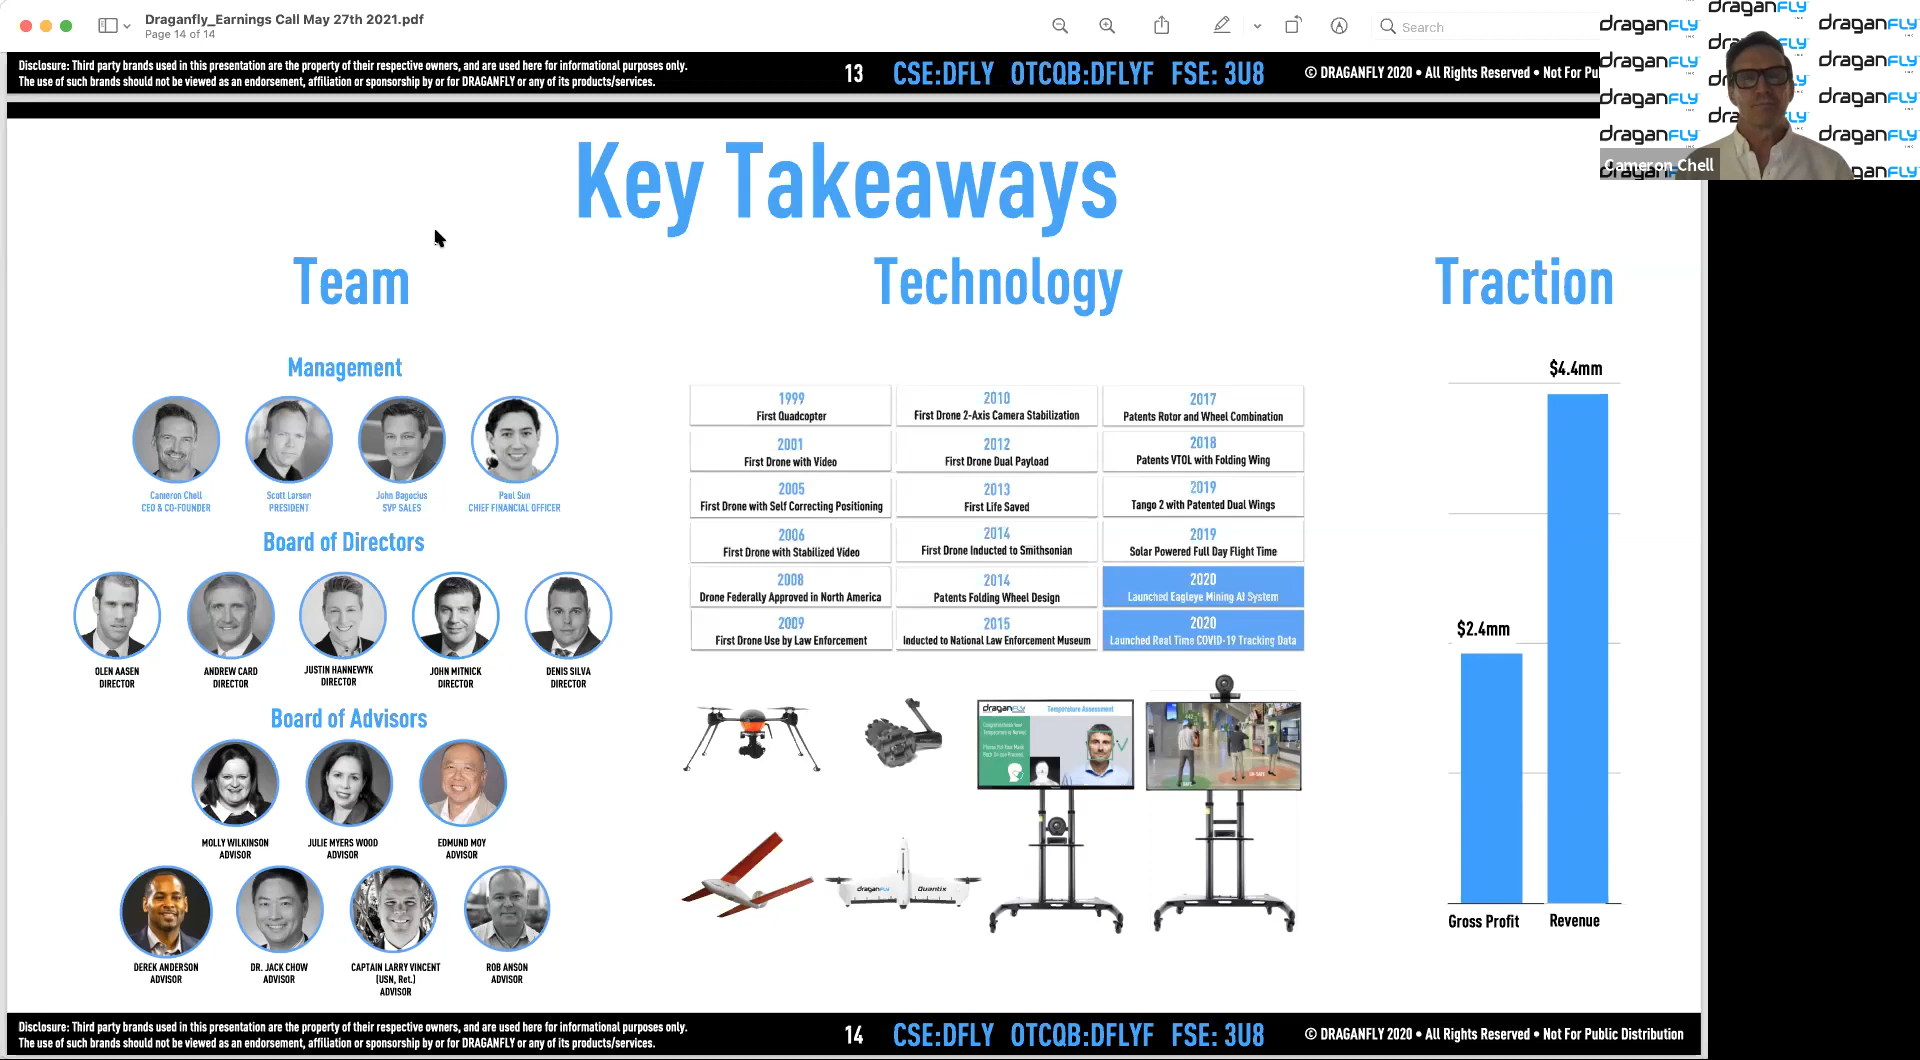 Draganfly_Earnings Call May 27th 2021.pdf
Page 14 of 14
Search
Disclosure: Third party brands used in this presentation are the property of their respective owners, and are used here for informational purposes only.
The use of such brands should not be viewed as an endorsement, affiliation or sponsorship by or for DRAGANFLY or any of its products/services.
13 CSE:DFLY OTCQB:DFLYF FSE: 3U8
© DRAGANFLY 2020 • All Rights Reserved • Not For
Cameron Chell
Key Takeaways
Team
Management
Cameron Chell
CEO & CO-FOUNDER
Scott Larson
PRESIDENT
John Bagocius
SVP SALES
Paul Sun
CHIEF FINANCIAL OFFICER
Board of Directors
OLEN AASEN
DIRECTOR
ANDREW CARD
DIRECTOR
JUSTIN HANNEWYK
DIRECTOR
JOHN MITNICK
DIRECTOR
DENIS SILVA
DIRECTOR
Board of Advisors
MOLLY WILKINSON
ADVISOR
JULIE MYERS WOOD
ADVISOR
EDMUND MOY
ADVISOR
DEREK ANDERSON
ADVISOR
DR. JACK CHOW
ADVISOR
CAPTAIN LARRY VINCENT
(USN, Ret.)
ADVISOR
ROB ANSON
ADVISOR
Technology
1999
First Quadcopter
2001
First Drone with Video
2005
First Drone with Self Correcting Positioning
2006
First Drone with Stabilized Video
2008
Drone Federally Approved in North America
2009
First Drone Use by Law Enforcement
2010
First Drone 2-Axis Camera Stabilization
2012
First Drone Dual Payload
2013
First Life Saved
2014
First Drone Inducted to Smithsonian
2014
Patents Folding Wheel Design
2015
Inducted to National Law Enforcement Museum
2017
Patents Rotor and Wheel Combination
2018
Patents VTOL with Folding Wing
2019
Tango 2 with Patented Dual Wings
2019
Solar Powered Full Day Flight Time
2020
Launched Eagleye Mining AI System
2020
Launched Real Time COVID-19 Tracking Data
draganfly
Temperature Assessment
draganfly Quantix
Traction
$4.4mm
$2.4mm
Gross Profit
Revenue
Disclosure: Third party brands used in this presentation are the property of their respective owners, and are used here for informational purposes only.
The use of such brands should not be viewed as an endorsement, affiliation or sponsorship by or for DRAGANFLY or any of its products/services.
14 CSE:DFLY OTCQB:DFLYF FSE: 3U8
© DRAGANFLY 2020 • All Rights Reserved • Not For Public Distribution